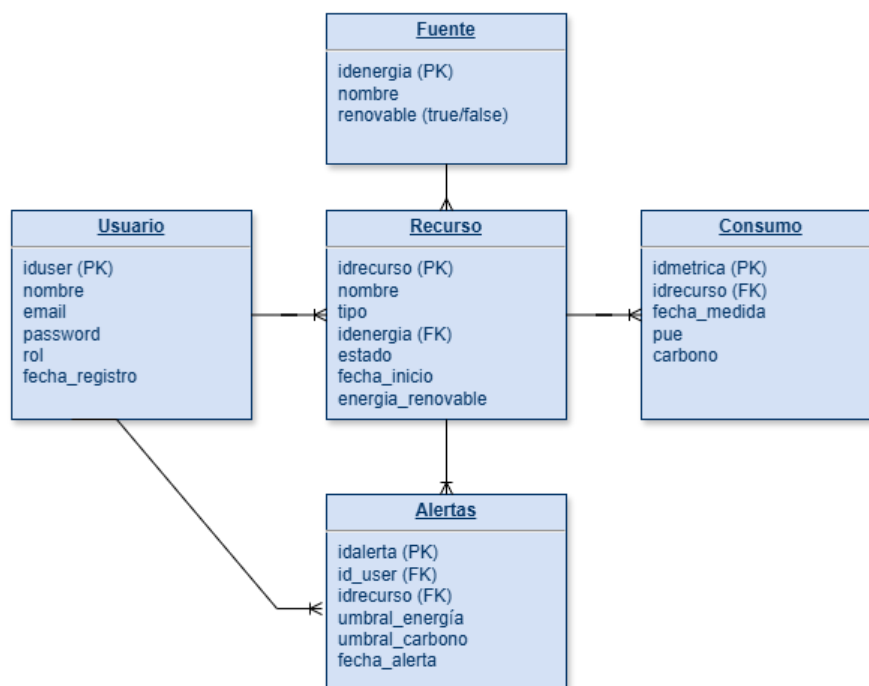 Fuente
idenergia (PK)
nombre
renovable (true/false)
Usuario
iduser (PK)
nombre
email
password
rol
fecha_registro
Recurso
idrecurso (PK)
nombre
tipo
idenergia (FK)
estado
fecha_inicio
energia_renovable
Consumo
idmetrica (PK)
idrecurso (FK)
fecha_medida
pue
carbono
Alertas
idalerta (PK)
id_user (FK)
idrecurso (FK)
umbral_energía
umbral_carbono
fecha_alerta